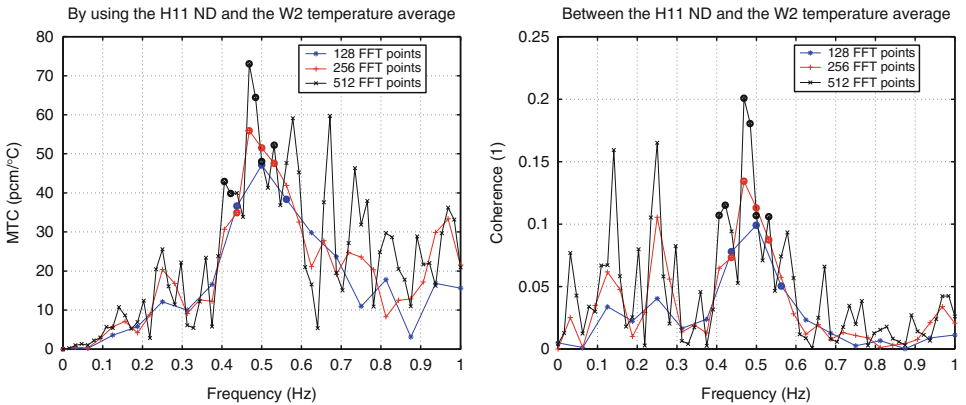 By using the H11 ND and the W2 temperature average
80
70
60
50
40
30
20
10
0
MTC (pcm/°C)
128 FFT points
256 FFT points
512 FFT points
0 0.1 0.2 0.3 0.4 0.5 0.6 0.7 0.8 0.9 1
Frequency (Hz)
Between the H11 ND and the W2 temperature average
0.25
0.2
0.15
0.1
0.05
0
Coherence (1)
128 FFT points
256 FFT points
512 FFT points
0 0.1 0.2 0.3 0.4 0.5 0.6 0.7 0.8 0.9 1
Frequency (Hz)